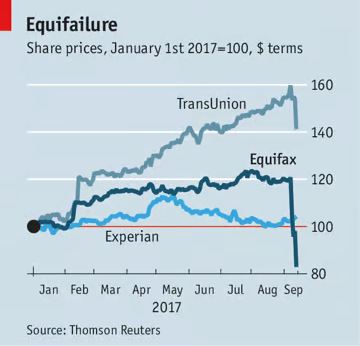 Equifailure
Share prices, January 1st 2017=100, $ terms
160
TransUnion
140
Equifax
120
100
Experian
80
Jan Feb Mar Apr May Jun Jul Aug Sep
2017
Source: Thomson Reuters